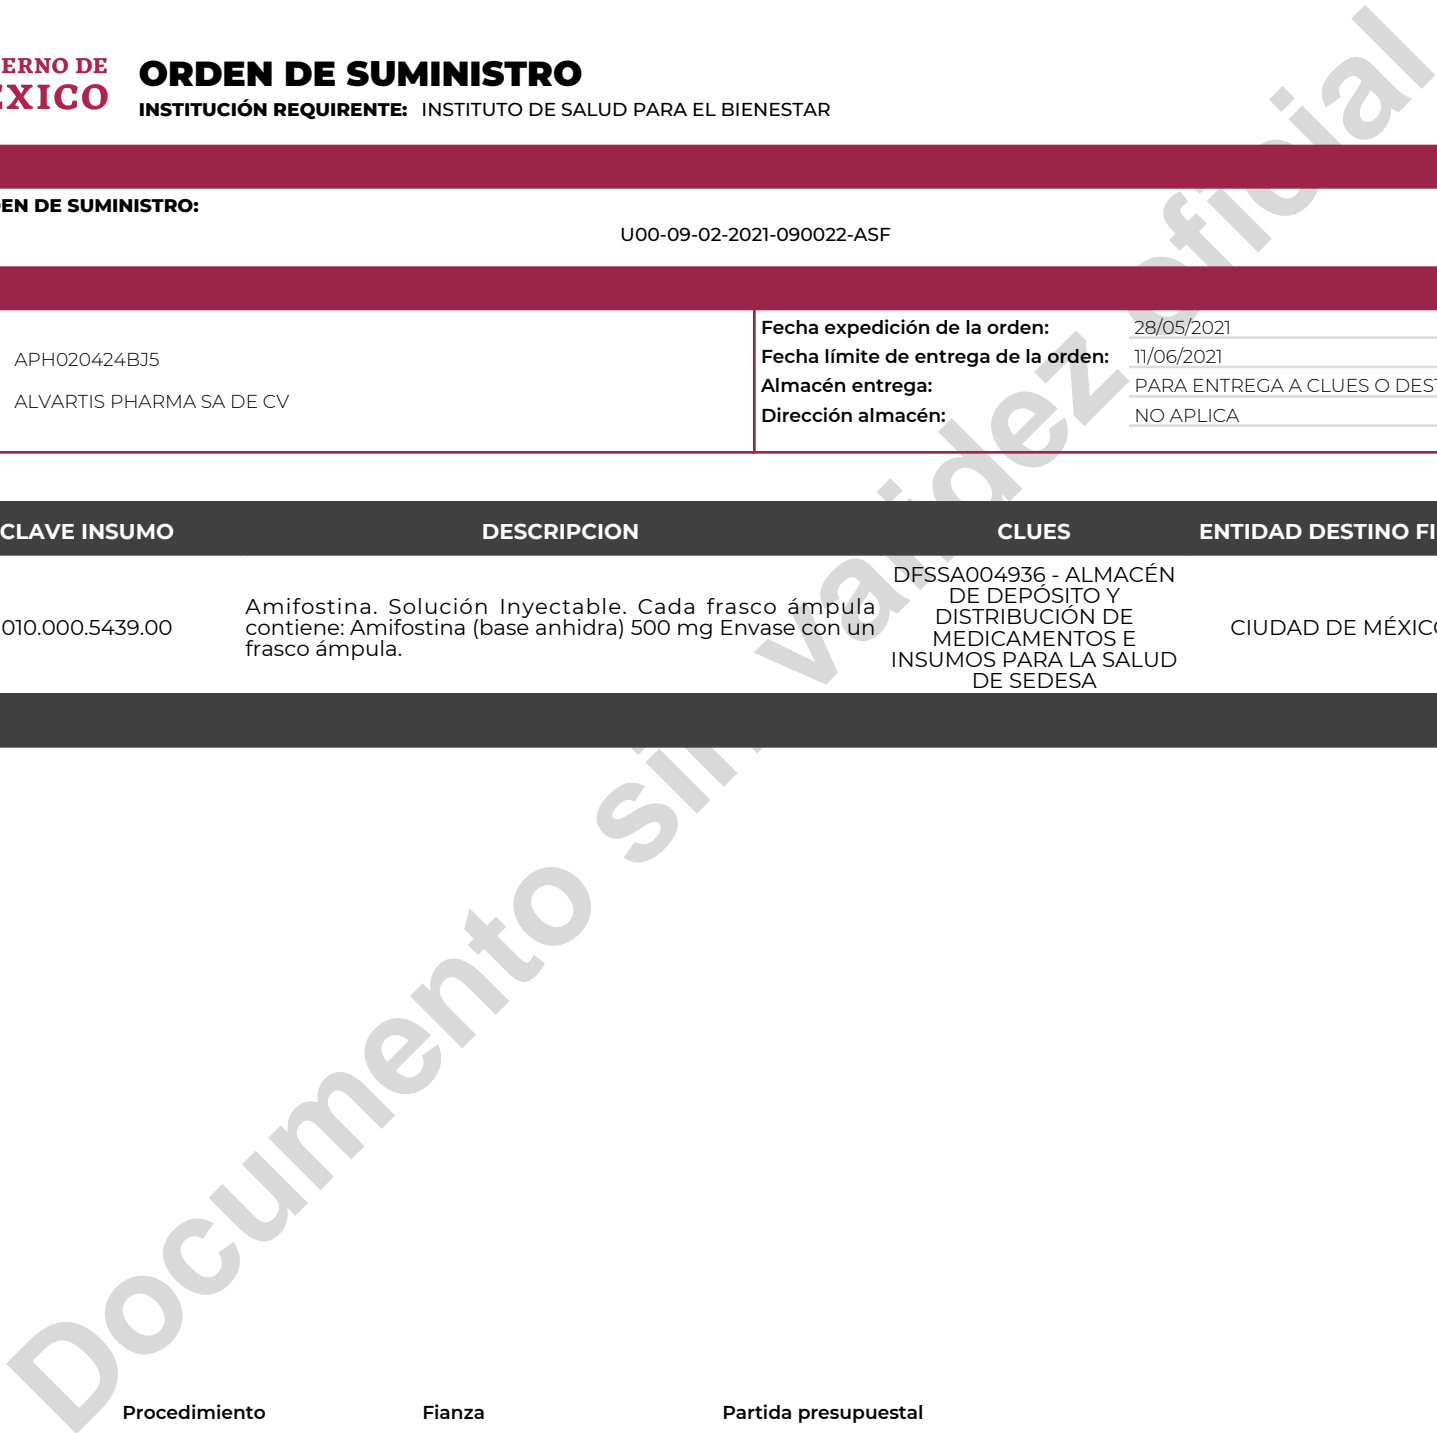 ERNO DE
EXICO
ORDEN DE SUMINISTRO
INSTITUCIÓN REQUIRENTE: INSTITUTO DE SALUD PARA EL BIENESTAR
EN DE SUMINISTRO:
U00-09-02-2021-090022-ASF
APH020424BJ5
ALVARTIS PHARMA SA DE CV
Fecha expedición de la orden: 28/05/2021
Fecha límite de entrega de la orden: 11/06/2021
Almacén entrega: PARA ENTREGA A CLUES O DEST
Dirección almacén: NO APLICA
CLAVE INSUMO DESCRIPCION CLUES ENTIDAD DESTINO FI
010.000.5439.00
Amifostina. Solución Inyectable. Cada frasco ámpula
contiene: Amifostina (base anhidra) 500 mg Envase con un
frasco ámpula.
DFSSA004936 - ALMACÉN
DE DEPÓSITO Y
DISTRIBUCIÓN DE
MEDICAMENTOS E
INSUMOS PARA LA SALUD
DE SEDESA
CIUDAD DE MÉXICO
Documento sin validez oficial
Procedimiento Fianza Partida presupuestal